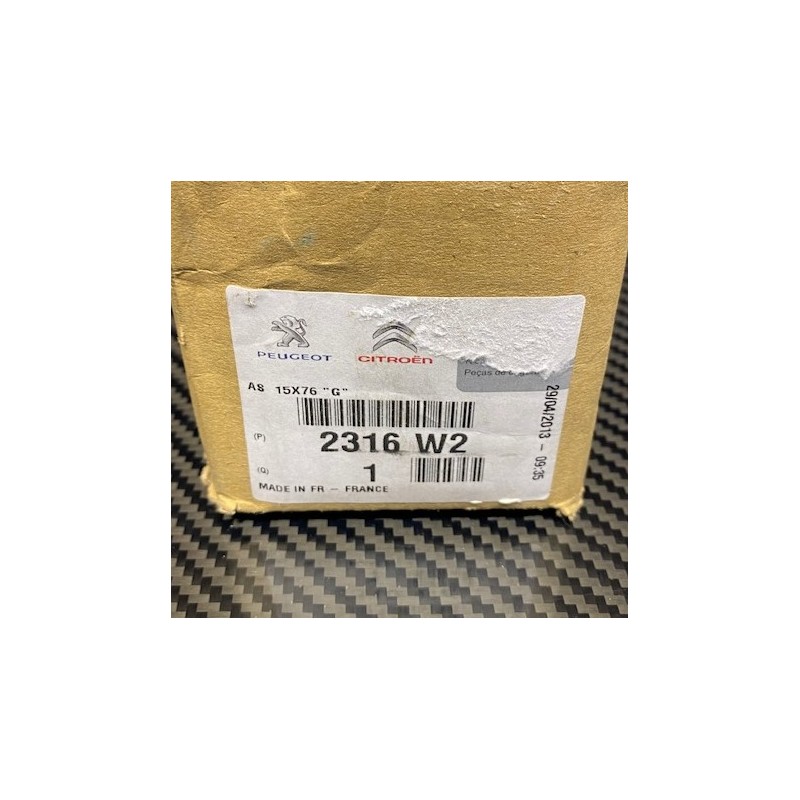 PEUGEOT
CITROËN
Peças de
AS 15X76 "G"
(P) 2316 W2
(Q) 1
MADE IN FR - FRANCE
29/04/2013 - 09:35